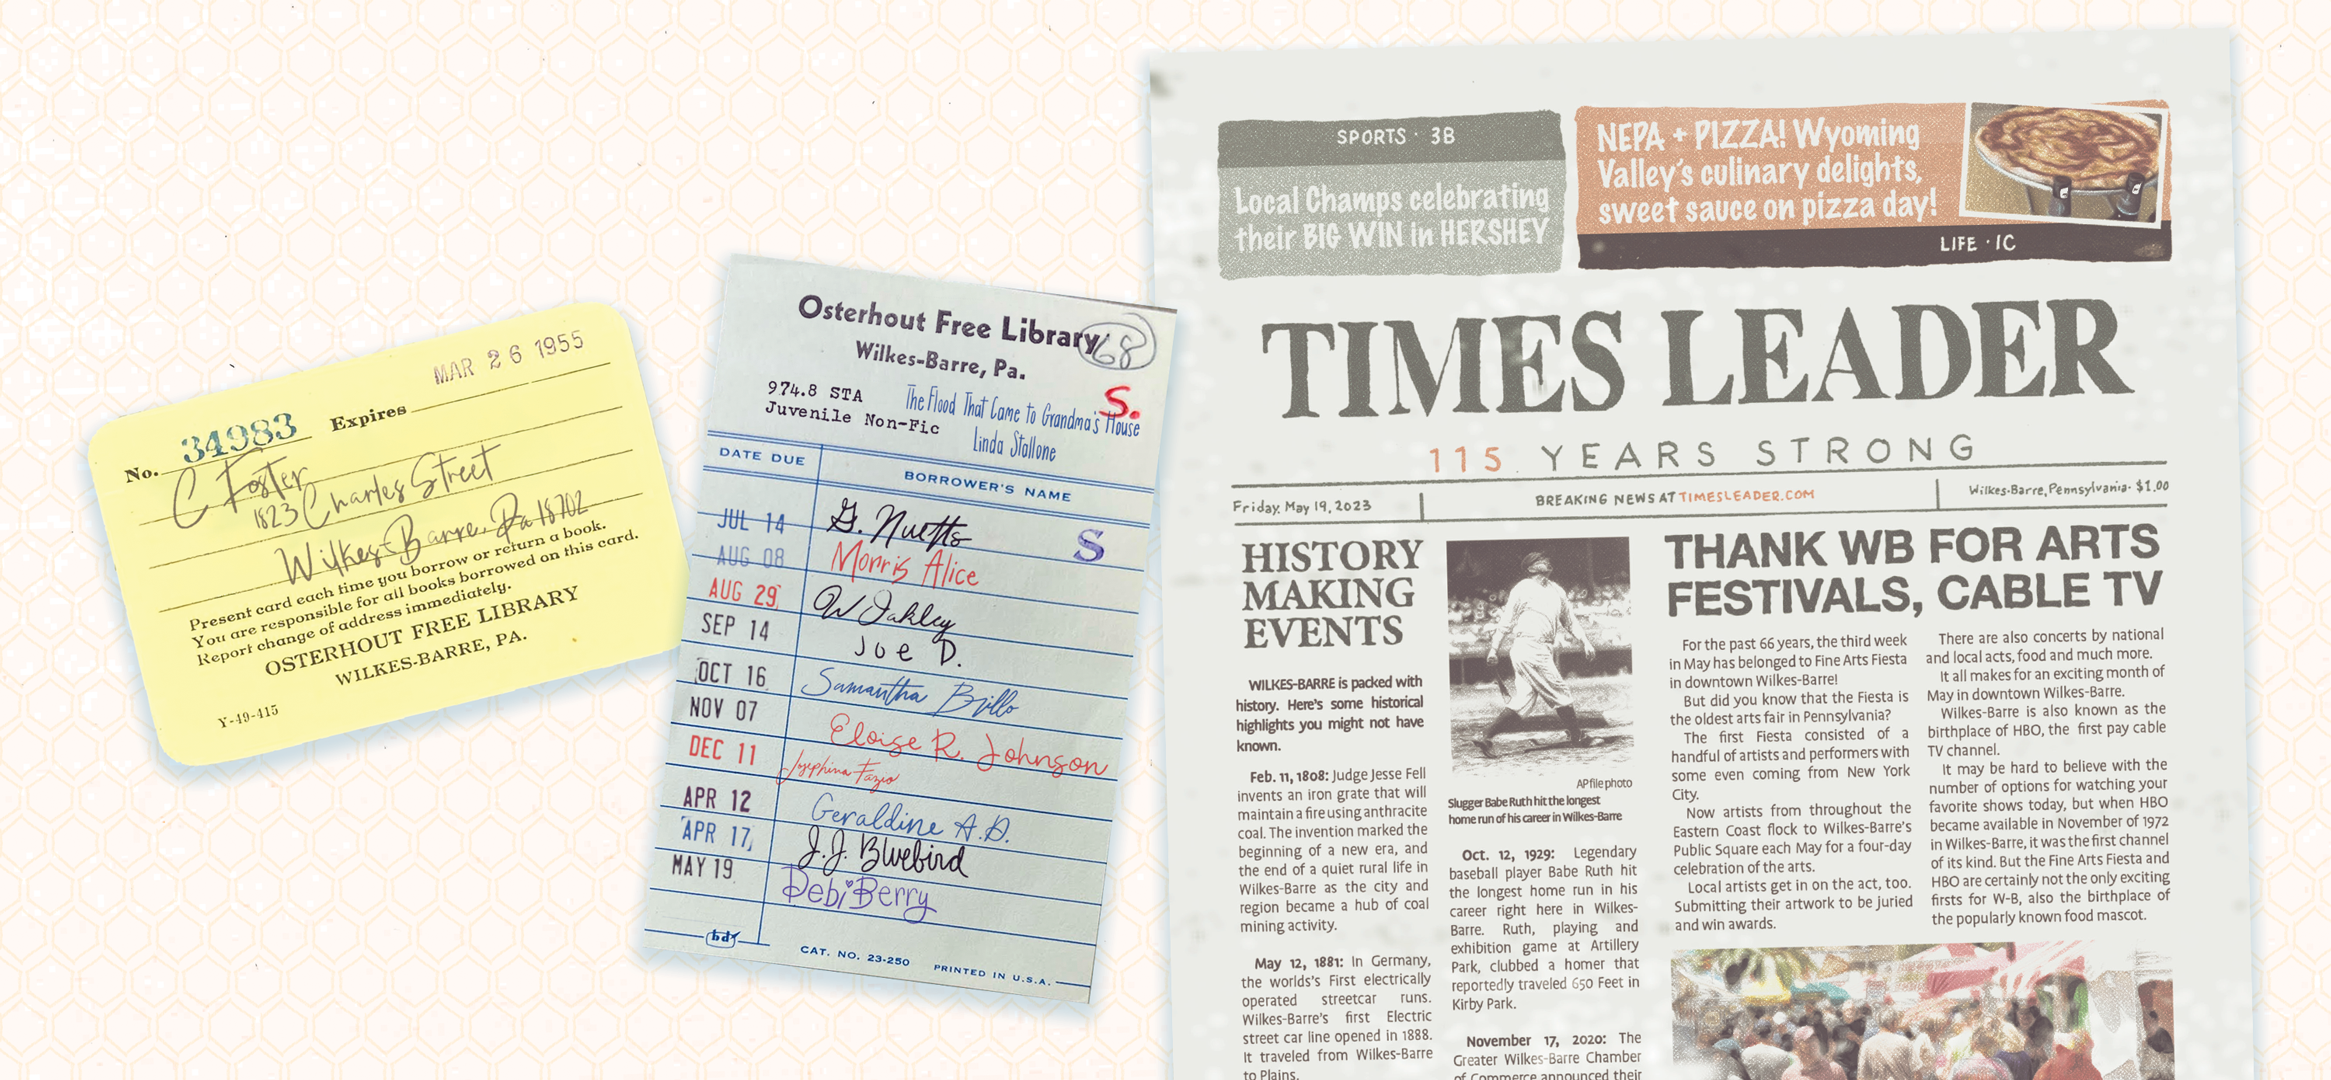 MAR 26 1955
No. 34983 Expires
C Foster
1823 Charles Street
Wilkes-Barre, Pa 18702
Present card each time you borrow or return a book.
You are responsible for all books borrowed on this card.
Report change of address immediately.
OSTERHOUT FREE LIBRARY
WILKES-BARRE, PA.
Y-49-415
Osterhout Free Library
68
Wilkes-Barre, Pa.
S.
974.8 STA
Juvenile Non-Fic
The Flood That Came to Grandma's House
Linda Stallone
DATE DUE BORROWER'S NAME
JUL 14 G. Nuetts
S
AUG 08 Morris Alice
AUG 29 W Oakley
SEP 14 Joe D.
OCT 16 Samantha Brillo
NOV 07 Eloise R. Johnson
DEC 11 Josephina Fazio
APR 12 Geraldine A.D.
APR 17 J.J. Bluebird
MAY 19 Debi Berry
bd
CAT. NO. 23-250 PRINTED IN U.S.A.
SPORTS · 3B
Local Champs celebrating
their BIG WIN in HERSHEY
NEPA + PIZZA! Wyoming
Valley's culinary delights,
sweet sauce on pizza day!
LIFE · 1C
TIMES LEADER
115 YEARS STRONG
Friday, May 19, 2023
BREAKING NEWS AT TIMESLEADER.COM
Wilkes-Barre, Pennsylvania · $1.00
HISTORY
MAKING
EVENTS
WILKES-BARRE is packed with
history. Here's some historical
highlights you might not have
known.
Feb. 11, 1808: Judge Jesse Fell
invents an iron grate that will
maintain a fire using anthracite
coal. The invention marked the
beginning of a new era, and
the end of a quiet rural life in
Wilkes-Barre as the city and
region became a hub of coal
mining activity.
May 12, 1881: In Germany,
the worlds's First electrically
operated streetcar runs.
Wilkes-Barre's first Electric
street car line opened in 1888.
It traveled from Wilkes-Barre
to Plains.
AP file photo
Slugger Babe Ruth hit the longest
home run of his career in Wilkes-Barre
Oct. 12, 1929: Legendary
baseball player Babe Ruth hit
the longest home run in his
career right here in Wilkes-
Barre. Ruth, playing and
exhibition game at Artillery
Park, clubbed a homer that
reportedly traveled 650 Feet in
Kirby Park.
November 17, 2020: The
Greater Wilkes-Barre Chamber
of Commerce announced their
THANK WB FOR ARTS
FESTIVALS, CABLE TV
For the past 66 years, the third week
in May has belonged to Fine Arts Fiesta
in downtown Wilkes-Barre!
But did you know that the Fiesta is
the oldest arts fair in Pennsylvania?
The first Fiesta consisted of a
handful of artists and performers with
some even coming from New York
City.
Now artists from throughout the
Eastern Coast flock to Wilkes-Barre's
Public Square each May for a four-day
celebration of the arts.
Local artists get in on the act, too.
Submitting their artwork to be juried
and win awards.
There are also concerts by national
and local acts, food and much more.
It all makes for an exciting month of
May in downtown Wilkes-Barre.
Wilkes-Barre is also known as the
birthplace of HBO, the first pay cable
TV channel.
It may be hard to believe with the
number of options for watching your
favorite shows today, but when HBO
became available in November of 1972
in Wilkes-Barre, it was the first channel
of its kind. But the Fine Arts Fiesta and
HBO are certainly not the only exciting
firsts for W-B, also the birthplace of
the popularly known food mascot.